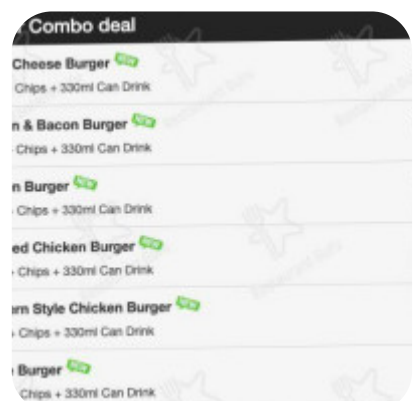 Combo deal
Cheese Burger NEW
Chips + 330ml Can Drink
& Bacon Burger NEW
Chips + 330ml Can Drink
n Burger NEW
Chips + 330ml Can Drink
ed Chicken Burger NEW
Chips + 330ml Can Drink
ern Style Chicken Burger NEW
Chips + 330ml Can Drink
Burger NEW
Chips + 330ml Can Drink